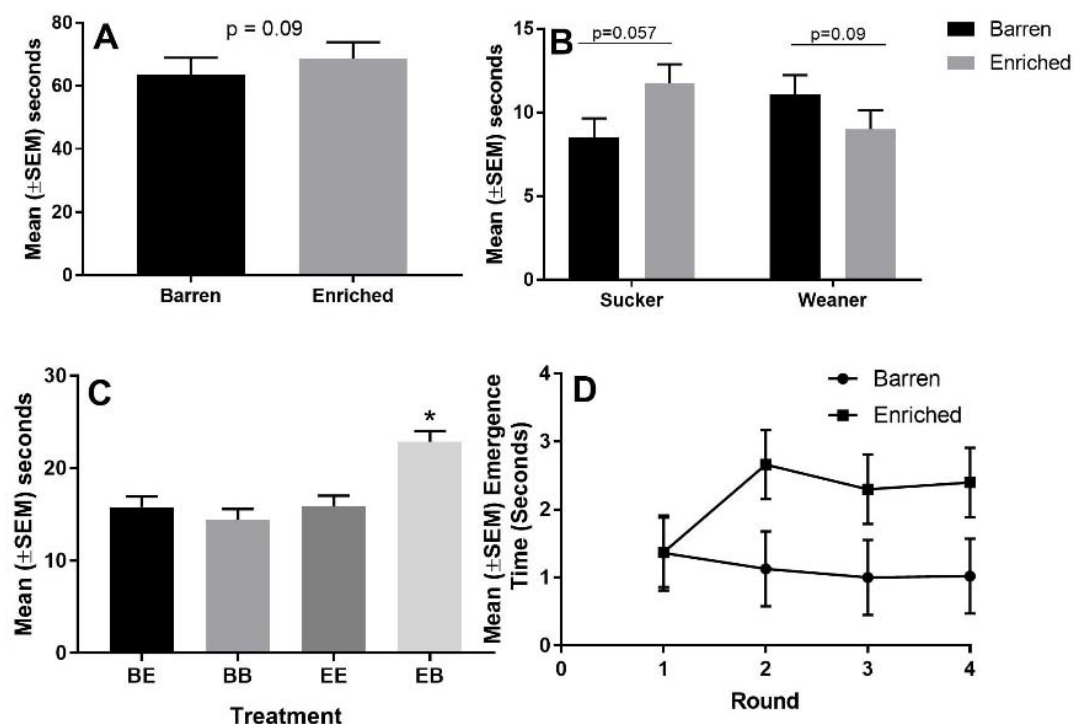 A
p = 0.09
Mean (±SEM) seconds
80
60
40
20
0
Barren
Enriched
B
p=0.057
p=0.09
Barren
Enriched
Mean (±SEM) seconds
15
10
5
0
Sucker
Weaner
C
*
Mean (±SEM) seconds
30
20
10
0
BE
BB
EE
EB
Treatment
D
Barren
Enriched
Mean (±SEM) Emergence
Time (Seconds)
4
3
2
1
0
0
1
2
3
4
Round